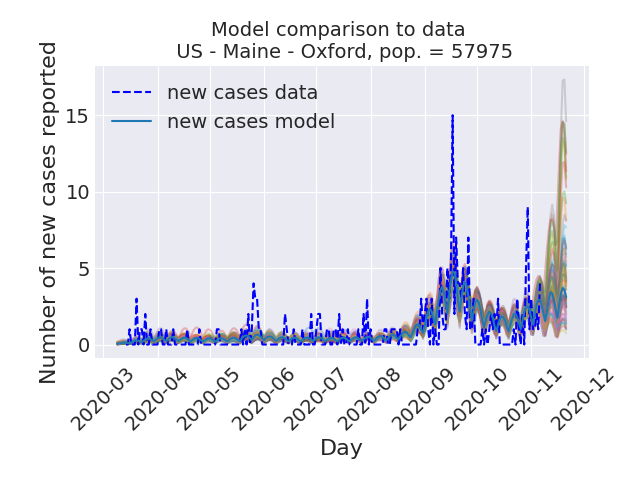 Model comparison to data
US - Maine - Oxford, pop. = 57975
Number of new cases reported
new cases data
new cases model
15
10
5
0
2020-03
2020-04
2020-05
2020-06
2020-07
2020-08
2020-09
2020-10
2020-11
2020-12
Day